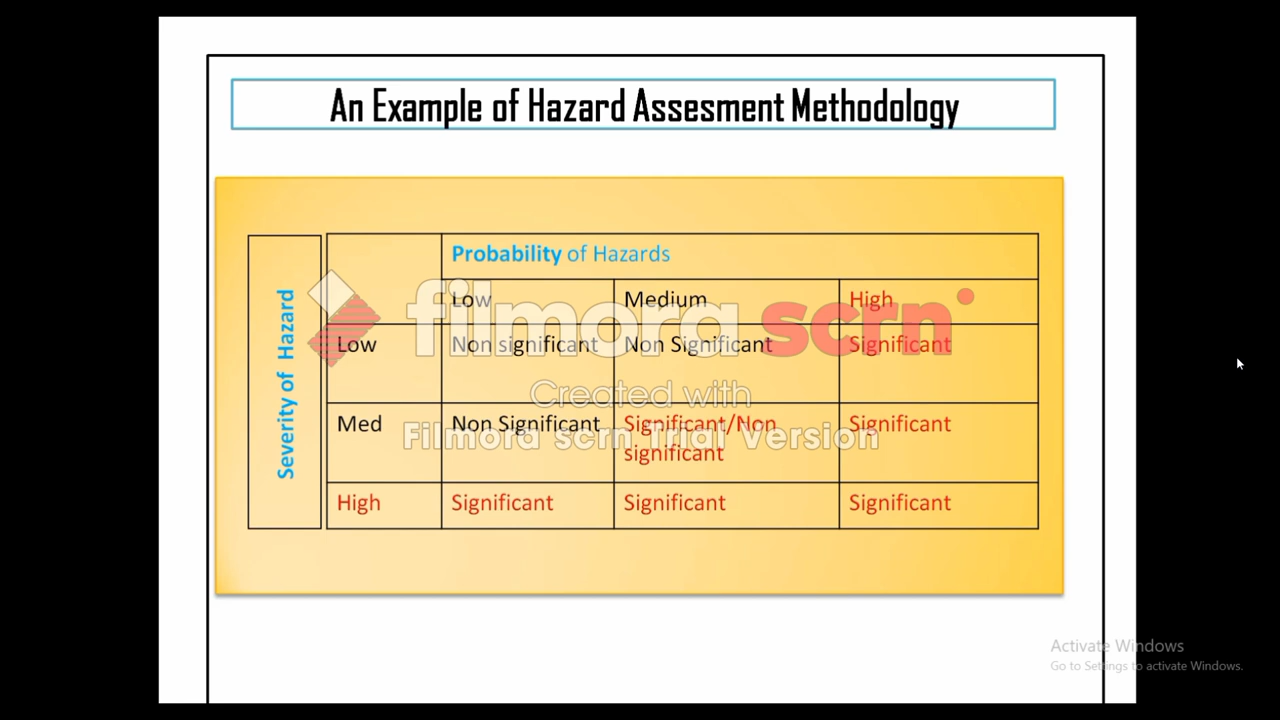 An Example of Hazard Assesment Methodology
Probability of Hazards
Low Medium High
Severity of Hazard
Low Non significant Non Significant Significant
Med Non Significant Significant/Non
significant Significant
High Significant Significant Significant
filmora scrn
Created with
Filmora scrn Trial Version
Activate Windows
Go to Settings to activate Windows.